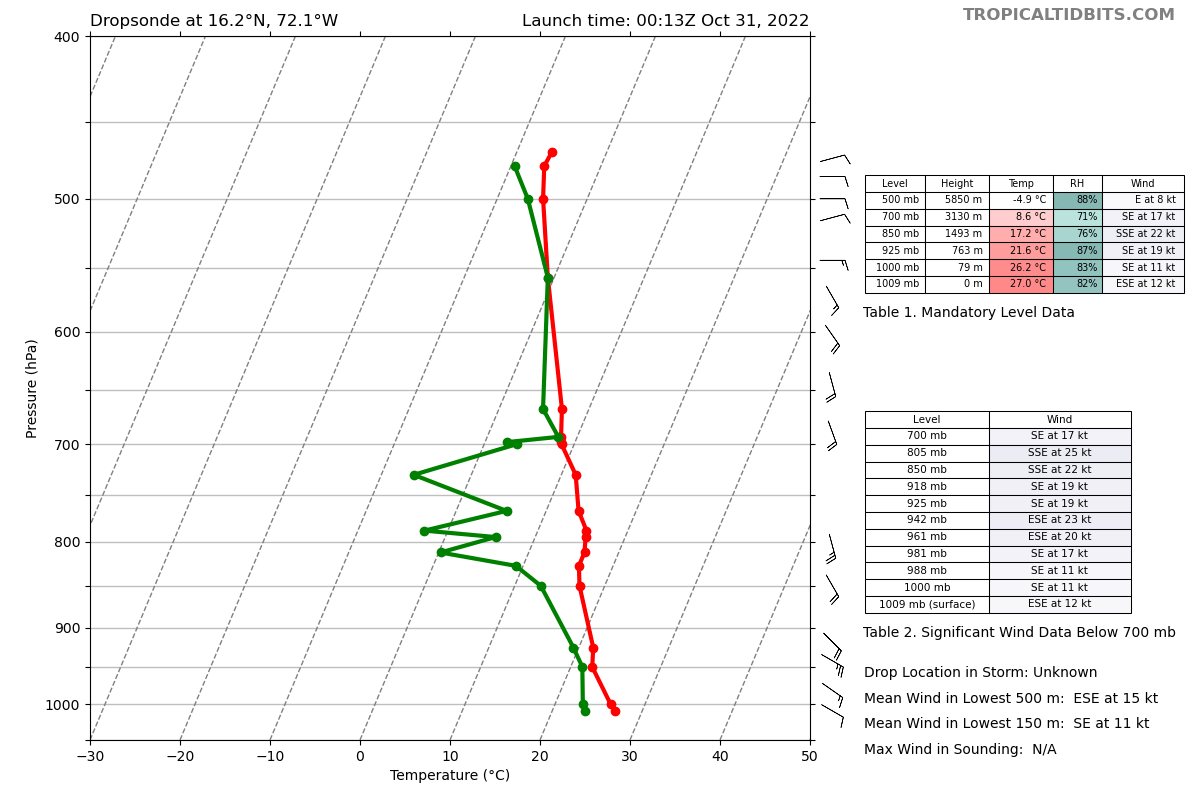 Dropsonde at 16.2°N, 72.1°W
Launch time: 00:13Z Oct 31, 2022
TROPICALTIDBITS.COM
400
500
600
700
800
900
1000
Pressure (hPa)
−30 −20 −10 0 10 20 30 40 50
Temperature (°C)
Level Height Temp RH Wind
500 mb 5850 m -4.9 °C 88% E at 8 kt
700 mb 3130 m 8.6 °C 71% SE at 17 kt
850 mb 1493 m 17.2 °C 76% SSE at 22 kt
925 mb 763 m 21.6 °C 87% SE at 19 kt
1000 mb 79 m 26.2 °C 83% SE at 11 kt
1009 mb 0 m 27.0 °C 82% ESE at 12 kt
Table 1. Mandatory Level Data
Level Wind
700 mb SE at 17 kt
805 mb SSE at 25 kt
850 mb SSE at 22 kt
918 mb SE at 19 kt
925 mb SE at 19 kt
942 mb ESE at 23 kt
961 mb ESE at 20 kt
981 mb SE at 17 kt
988 mb SE at 11 kt
1000 mb SE at 11 kt
1009 mb (surface) ESE at 12 kt
Table 2. Significant Wind Data Below 700 mb
Drop Location in Storm: Unknown
Mean Wind in Lowest 500 m: ESE at 15 kt
Mean Wind in Lowest 150 m: SE at 11 kt
Max Wind in Sounding: N/A